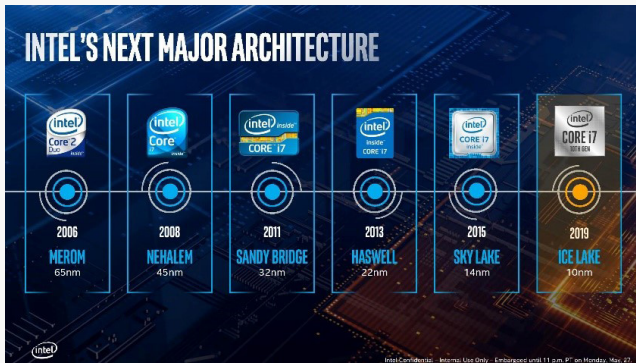 INTEL'S NEXT MAJOR ARCHITECTURE
intel
Core 2
Duo
intel
Core
i7
intel inside
CORE i7
intel
inside
CORE i7
intel
CORE i7
inside
intel
CORE i7
10TH GEN
2006
MEROM
65nm
2008
NEHALEM
45nm
2011
SANDY BRIDGE
32nm
2013
HASWELL
22nm
2015
SKY LAKE
14nm
2019
ICE LAKE
10nm
intel
Intel Confidential – Internal Use Only – Embargoed until 11 p.m. PT on Monday, May. 27.